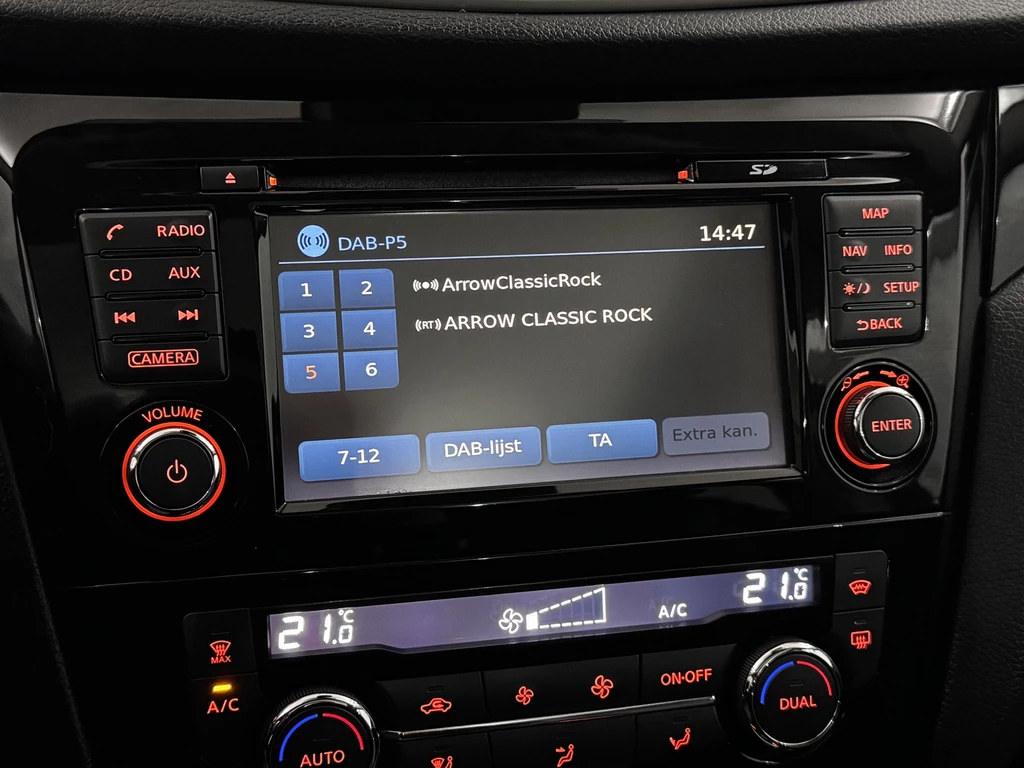 SD
RADIO
CD AUX
CAMERA
VOLUME
DAB-P5 14:47
1 2
3 4
5 6
ArrowClassicRock
(RT) ARROW CLASSIC ROCK
7-12 DAB-lijst TA Extra kan.
MAP
NAV INFO
SETUP
BACK
ENTER
21.0 °C A/C 21.0 °C
MAX
A/C
ON·OFF
AUTO
DUAL